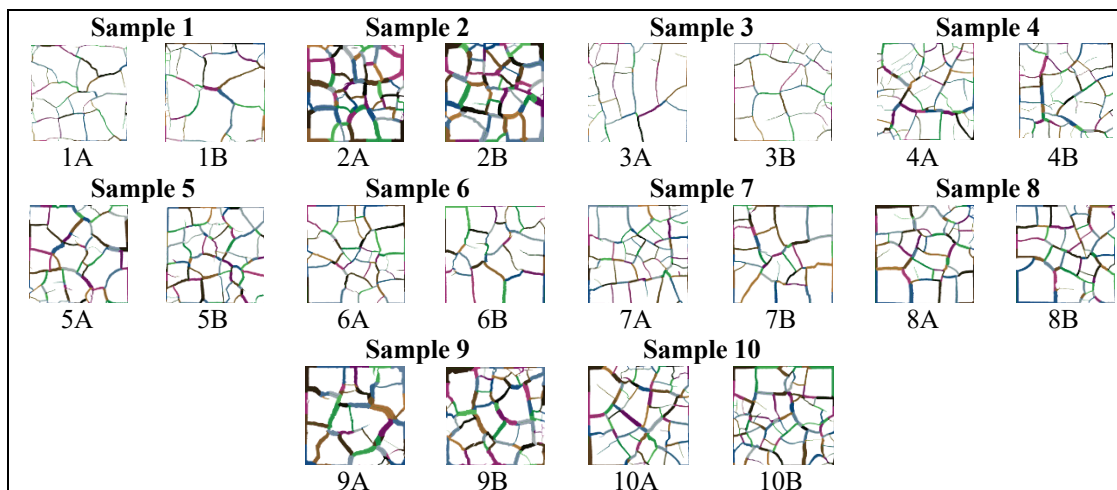 Sample 1 Sample 2 Sample 3 Sample 4
1A 1B 2A 2B 3A 3B 4A 4B
Sample 5 Sample 6 Sample 7 Sample 8
5A 5B 6A 6B 7A 7B 8A 8B
Sample 9 Sample 10
9A 9B 10A 10B